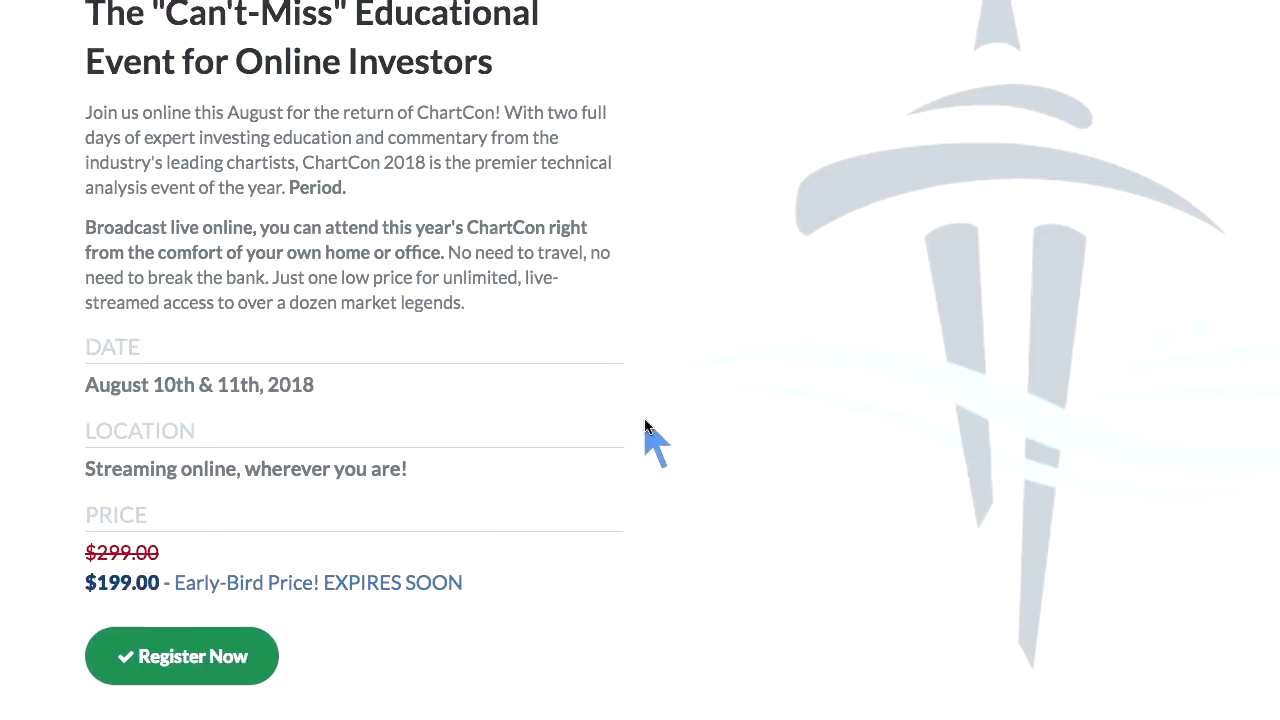 The "Can't-Miss" Educational
Event for Online Investors
Join us online this August for the return of ChartCon! With two full
days of expert investing education and commentary from the
industry's leading chartists, ChartCon 2018 is the premier technical
analysis event of the year. Period.
Broadcast live online, you can attend this year's ChartCon right
from the comfort of your own home or office. No need to travel, no
need to break the bank. Just one low price for unlimited, live-
streamed access to over a dozen market legends.
DATE
August 10th & 11th, 2018
LOCATION
Streaming online, wherever you are!
PRICE
$299.00
$199.00 - Early-Bird Price! EXPIRES SOON
Register Now